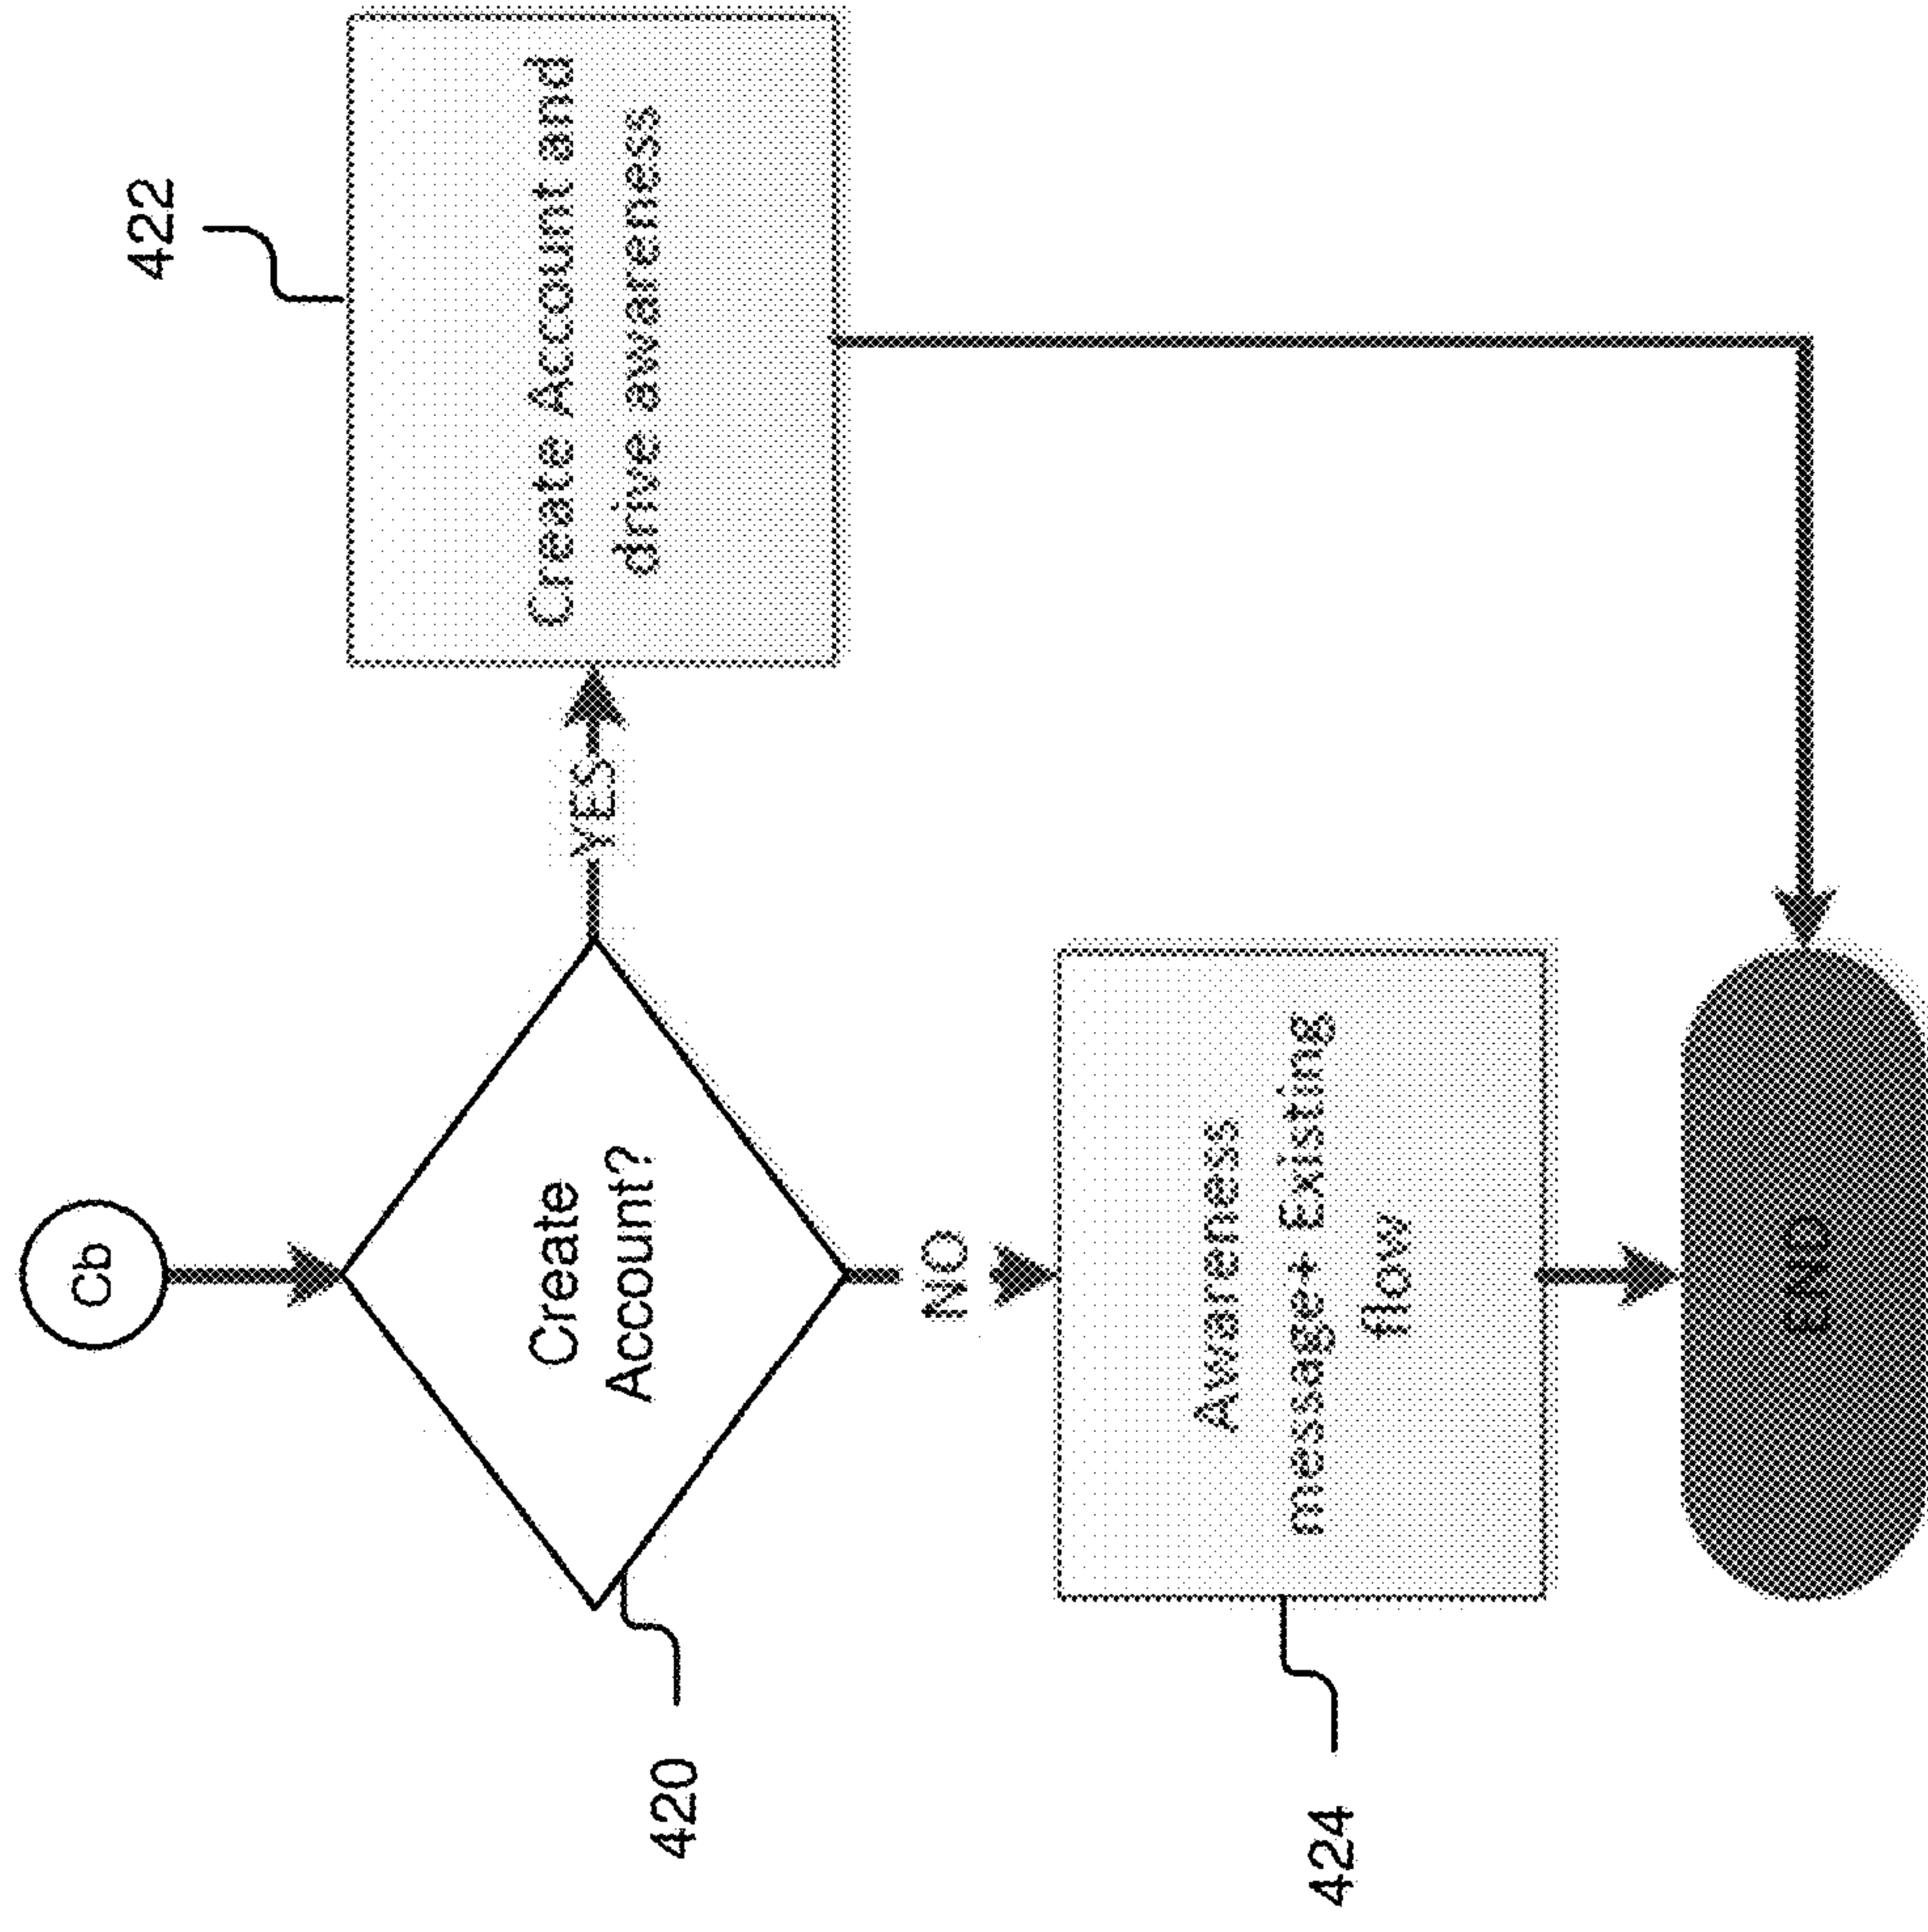 Cb
Create
Account?
420
YES
Create Account and
drive awareness
422
NO
Awareness
message+ Existing
flow
424
END